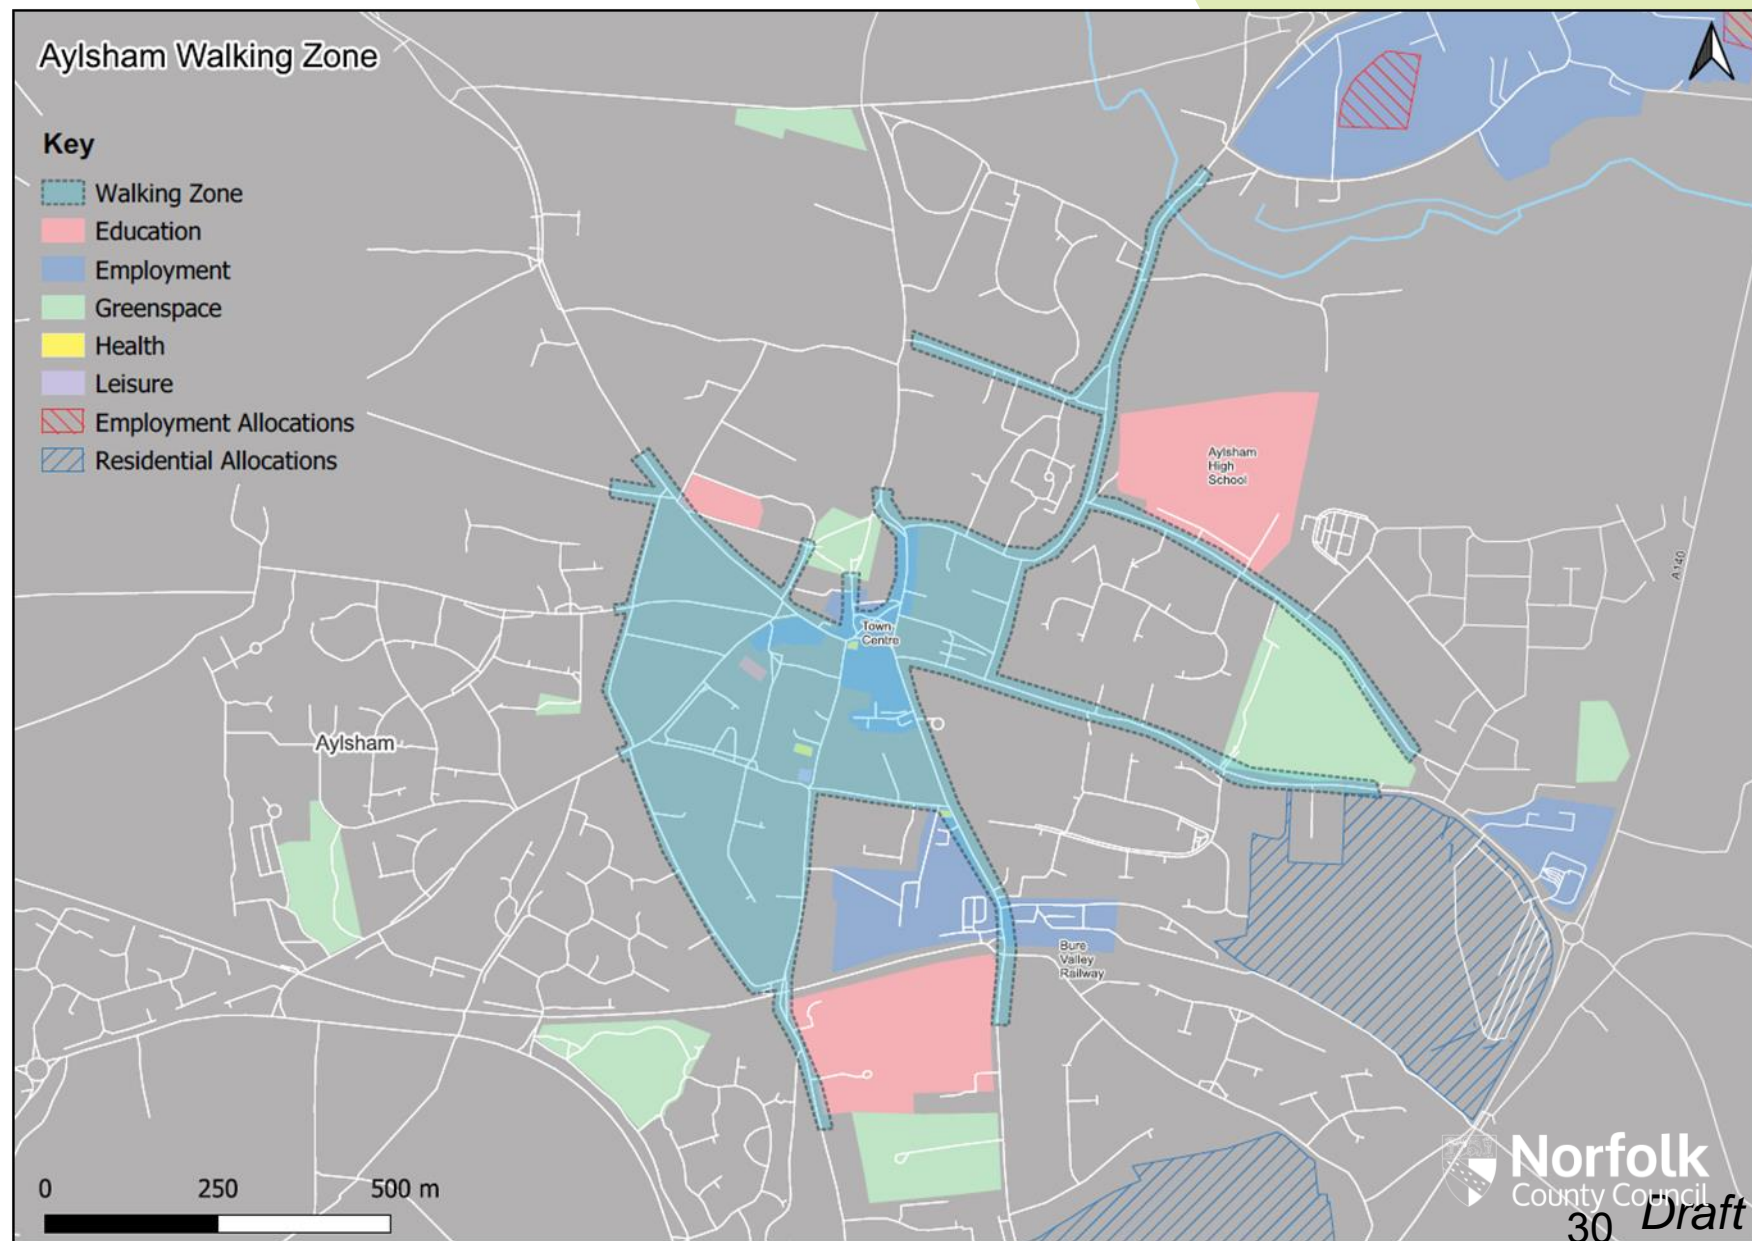 Aylsham Walking Zone
Key
Walking Zone
Education
Employment
Greenspace
Health
Leisure
Employment Allocations
Residential Allocations
Aylsham
High
School
A140
Town
Centre
Aylsham
Bure
Valley
Railway
0 250 500 m
Norfolk
County Council
30 Draft